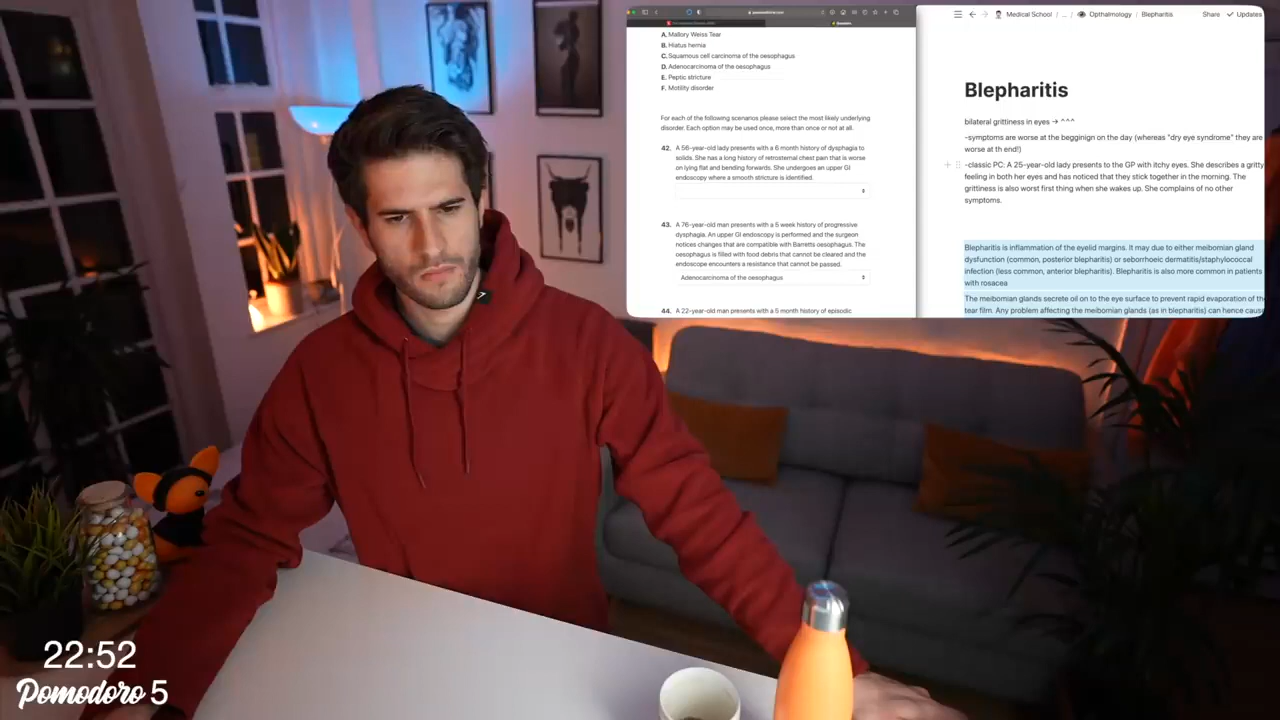 A. Mallory Weiss Tear
B. Hiatus hernia
C. Squamous cell carcinoma of the oesophagus
D. Adenocarcinoma of the oesophagus
E. Peptic stricture
F. Motility disorder
For each of the following scenarios please select the most likely underlying
disorder. Each option may be used once, more than once or not at all.
42. A 56-year-old lady presents with a 6 month history of dysphagia to
solids. She has a long history of retrosternal chest pain that is worse
on lying flat and bending forwards. She undergoes an upper GI
endoscopy where a smooth stricture is identified.
43. A 76-year-old man presents with a 5 week history of progressive
dysphagia. An upper GI endoscopy is performed and the surgeon
notices changes that are compatible with Barretts oesophagus. The
oesophagus is filled with food debris that cannot be cleared and the
endoscope encounters a resistance that cannot be passed.
Adenocarcinoma of the oesophagus
44. A 22-year-old man presents with a 5 month history of episodic
Medical School / ... / Opthalmology / Blepharitis
Share Updates
Blepharitis
bilateral grittiness in eyes → ^^^
-symptoms are worse at the begginign on the day (whereas "dry eye syndrome" they are
worse at th end!)
-classic PC: A 25-year-old lady presents to the GP with itchy eyes. She describes a gritty
feeling in both her eyes and has noticed that they stick together in the morning. The
grittiness is also worst first thing when she wakes up. She complains of no other
symptoms.
Blepharitis is inflammation of the eyelid margins. It may due to either meibomian gland
dysfunction (common, posterior blepharitis) or seborrhoeic dermatitis/staphylococcal
infection (less common, anterior blepharitis). Blepharitis is also more common in patients
with rosacea
The meibomian glands secrete oil on to the eye surface to prevent rapid evaporation of the
tear film. Any problem affecting the meibomian glands (as in blepharitis) can hence cause
22:52
Pomodoro 5